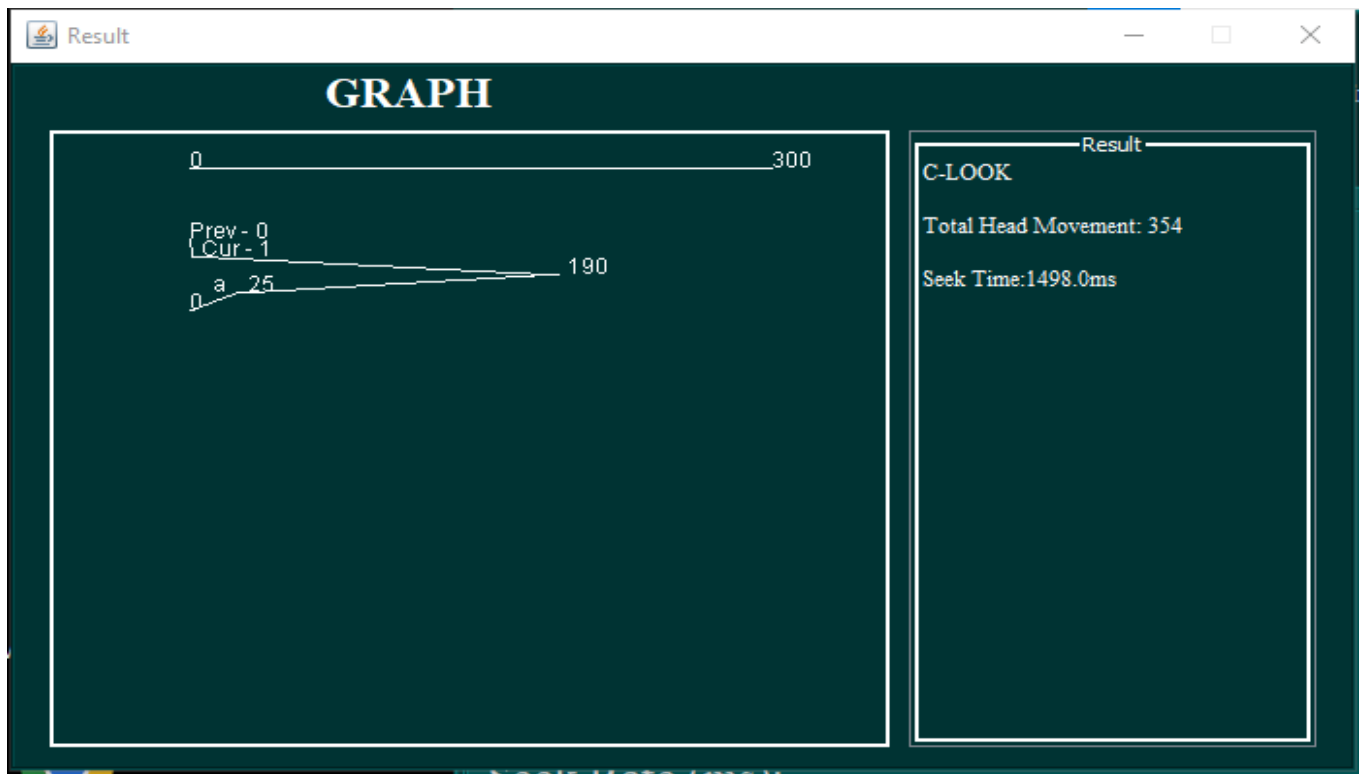 Result
GRAPH
0 300
Prev - 0
Cur - 1
190
a 25
0
Result
C-LOOK
Total Head Movement: 354
Seek Time:1498.0ms